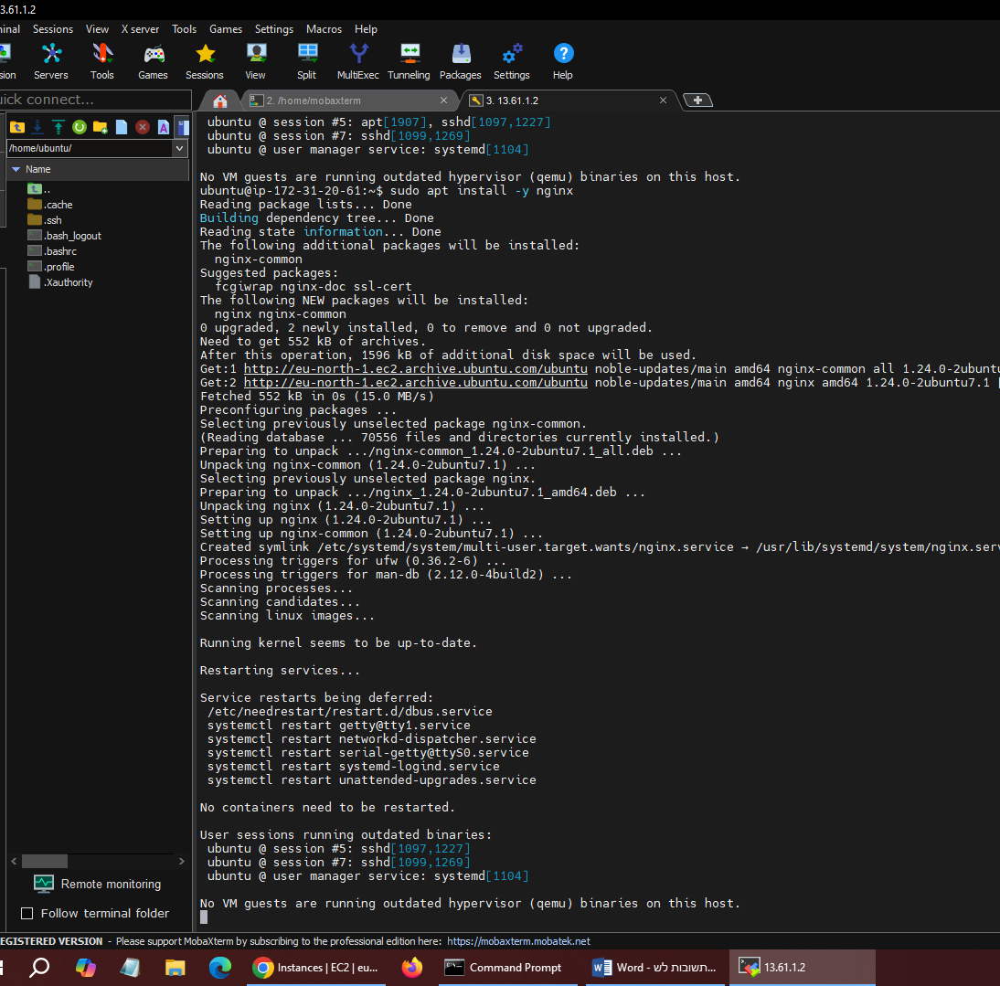 13.61.1.2
Sessions View X server Tools Games Settings Macros Help
Servers Tools Games Sessions View Split MultiExec Tunneling Packages Settings Help
2. /home/mobaxterm
3. 13.61.1.2
/home/ubuntu/
Name
..
.cache
.ssh
.bash_logout
.bashrc
.profile
.Xauthority
ubuntu @ session #5: apt[1907], sshd[1097,1227]
ubuntu @ session #7: sshd[1099,1269]
ubuntu @ user manager service: systemd[1104]
No VM guests are running outdated hypervisor (qemu) binaries on this host.
ubuntu@ip-172-31-20-61:~$ sudo apt install -y nginx
Reading package lists... Done
Building dependency tree... Done
Reading state information... Done
The following additional packages will be installed:
nginx-common
Suggested packages:
fcgiwrap nginx-doc ssl-cert
The following NEW packages will be installed:
nginx nginx-common
0 upgraded, 2 newly installed, 0 to remove and 0 not upgraded.
Need to get 552 kB of archives.
After this operation, 1596 kB of additional disk space will be used.
Get:1 http://eu-north-1.ec2.archive.ubuntu.com/ubuntu noble-updates/main amd64 nginx-common all 1.24.0-2ubuntu
Get:2 http://eu-north-1.ec2.archive.ubuntu.com/ubuntu noble-updates/main amd64 nginx amd64 1.24.0-2ubuntu7.1 [
Fetched 552 kB in 0s (15.0 MB/s)
Preconfiguring packages ...
Selecting previously unselected package nginx-common.
(Reading database ... 70556 files and directories currently installed.)
Preparing to unpack .../nginx-common_1.24.0-2ubuntu7.1_all.deb ...
Unpacking nginx-common (1.24.0-2ubuntu7.1) ...
Selecting previously unselected package nginx.
Preparing to unpack .../nginx_1.24.0-2ubuntu7.1_amd64.deb ...
Unpacking nginx (1.24.0-2ubuntu7.1) ...
Setting up nginx (1.24.0-2ubuntu7.1) ...
Setting up nginx-common (1.24.0-2ubuntu7.1) ...
Created symlink /etc/systemd/system/multi-user.target.wants/nginx.service → /usr/lib/systemd/system/nginx.serv
Processing triggers for ufw (0.36.2-6) ...
Processing triggers for man-db (2.12.0-4build2) ...
Scanning processes...
Scanning candidates...
Scanning linux images...
Running kernel seems to be up-to-date.
Restarting services...
Service restarts being deferred:
/etc/needrestart/restart.d/dbus.service
systemctl restart getty@tty1.service
systemctl restart networkd-dispatcher.service
systemctl restart serial-getty@ttyS0.service
systemctl restart systemd-logind.service
systemctl restart unattended-upgrades.service
No containers need to be restarted.
User sessions running outdated binaries:
ubuntu @ session #5: sshd[1097,1227]
ubuntu @ session #7: sshd[1099,1269]
ubuntu @ user manager service: systemd[1104]
No VM guests are running outdated hypervisor (qemu) binaries on this host.
Remote monitoring
Follow terminal folder
EGISTERED VERSION - Please support MobaXterm by subscribing to the professional edition here: https://mobaxterm.mobatek.net
Instances | EC2 | eu...
Command Prompt
Word - תשובות לש...
13.61.1.2